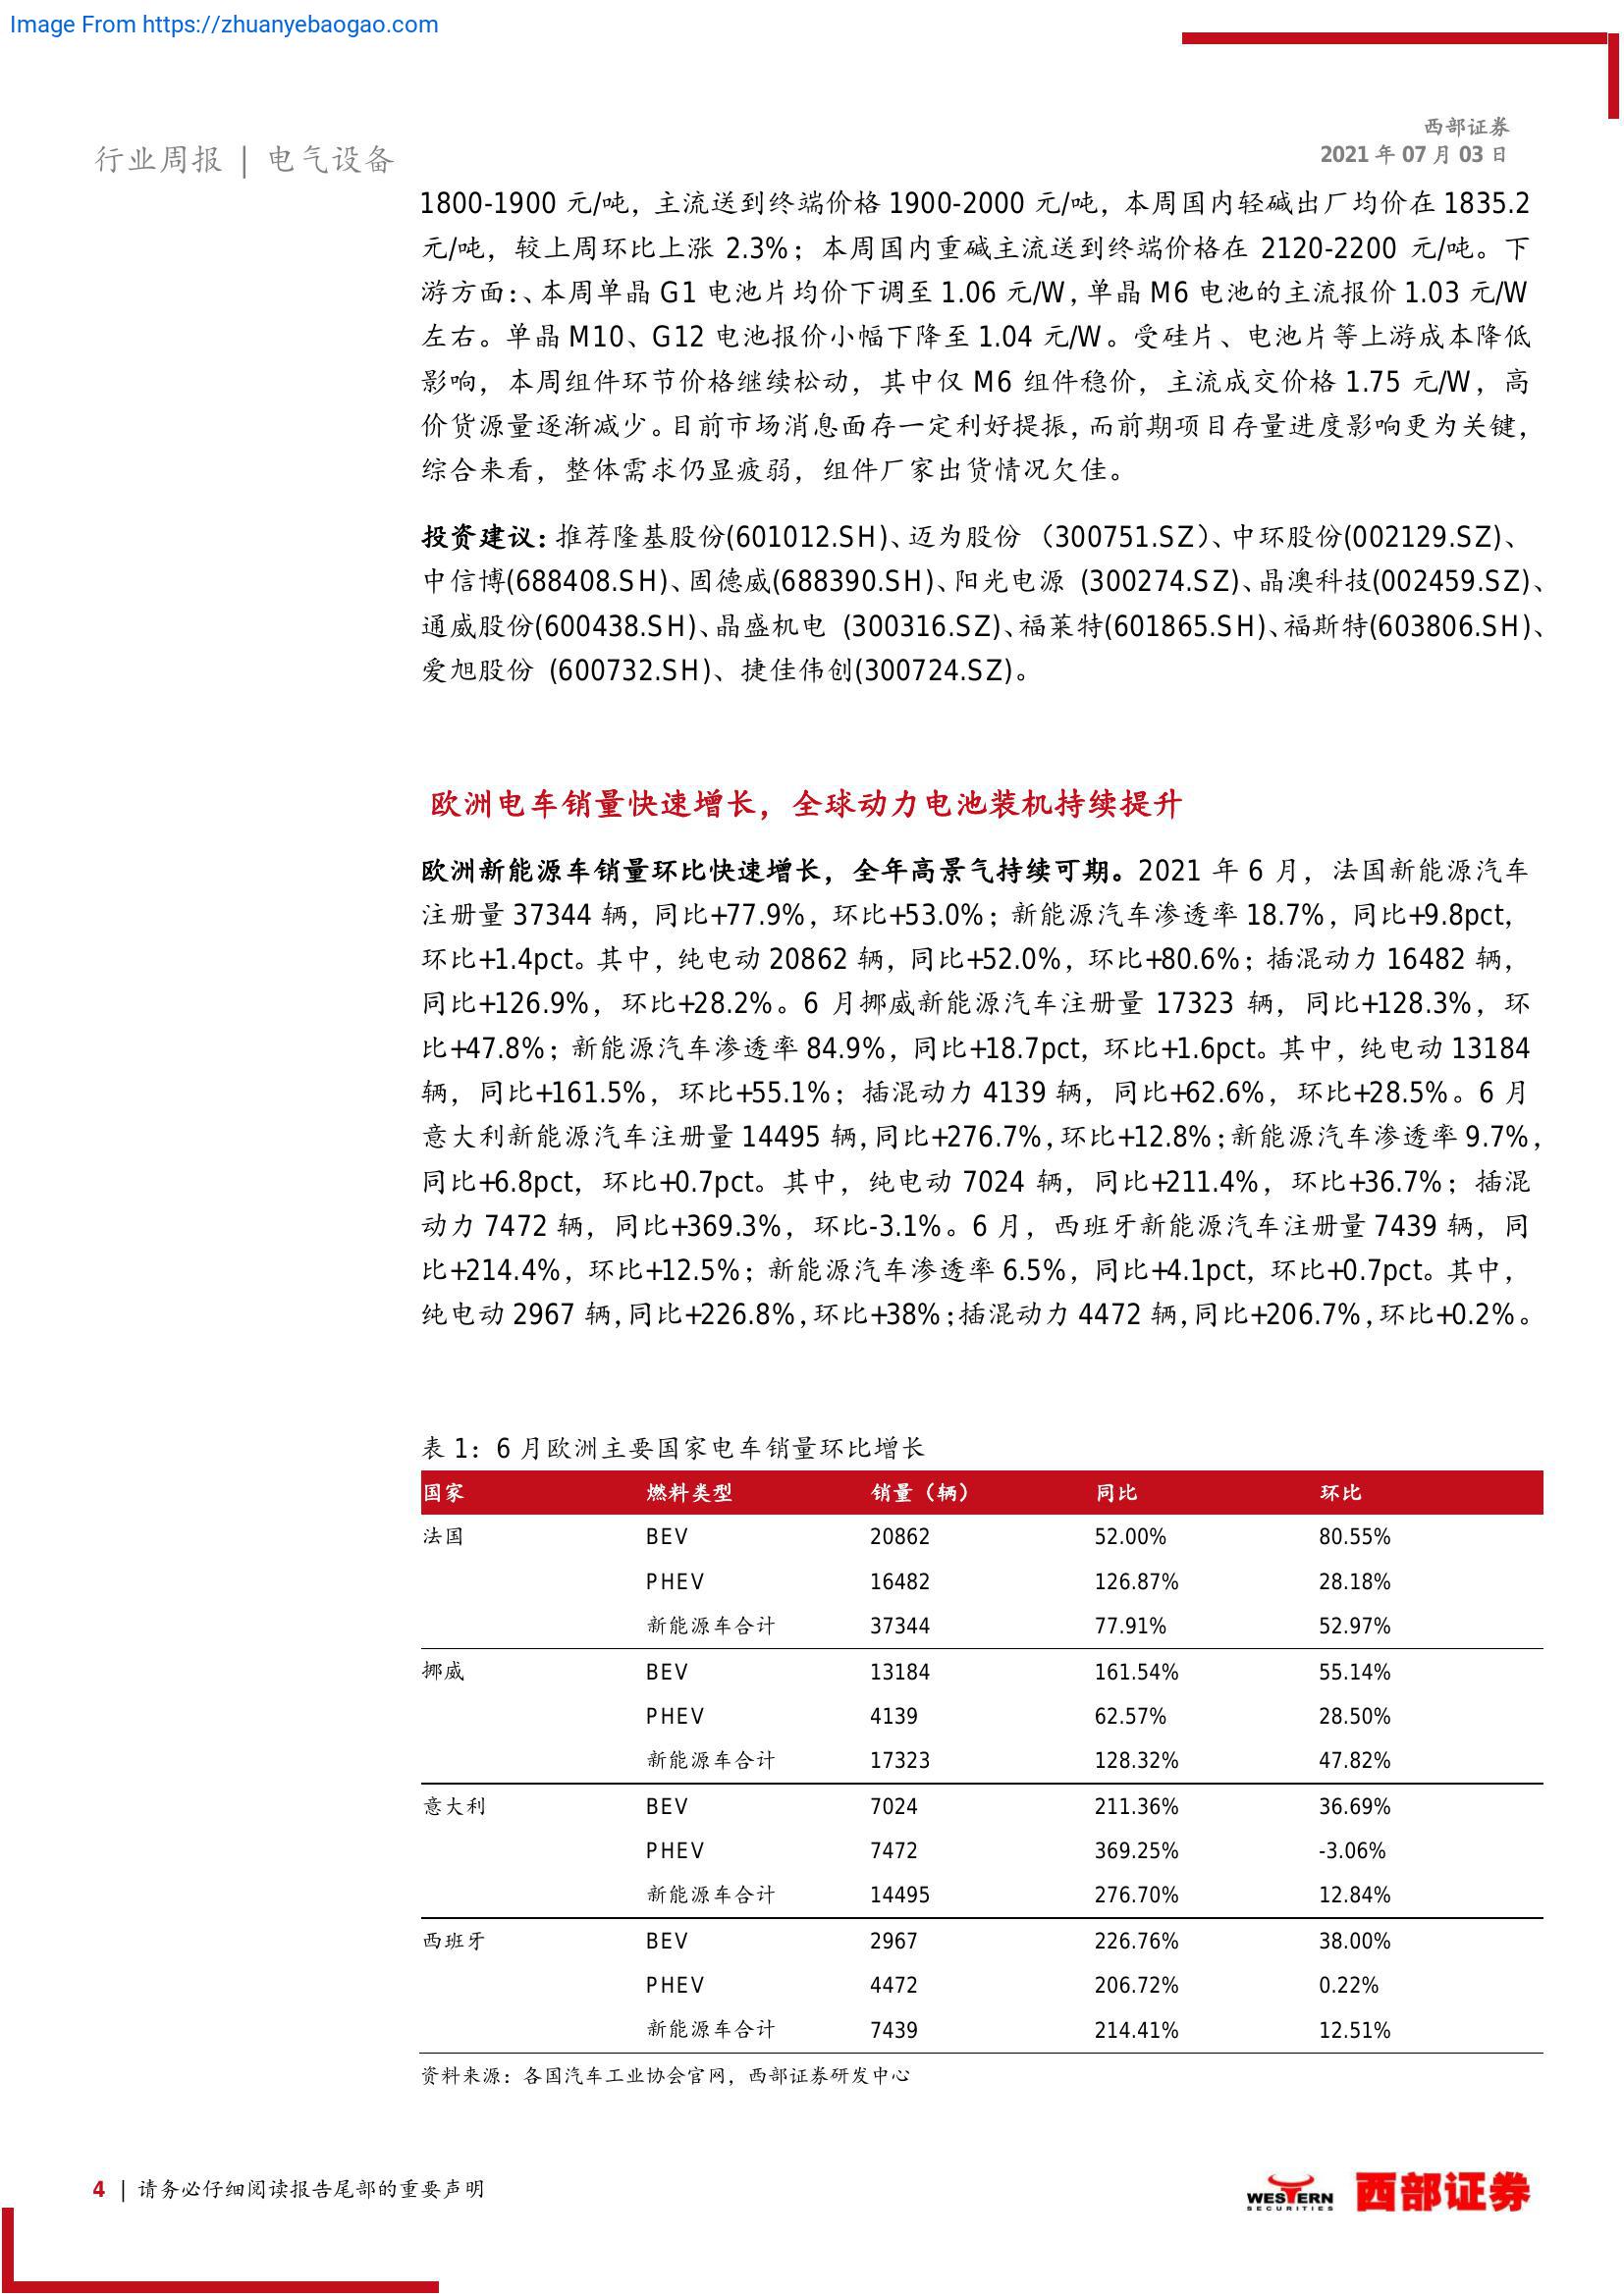 Image From https://zhuanyebaogao.com
西部证券
2021 年 07 月 03 日
行业周报 | 电气设备
1800-1900 元/吨，主流送到终端价格 1900-2000 元/吨，本周国内轻碱出厂均价在 1835.2
元/吨，较上周环比上涨 2.3%；本周国内重碱主流送到终端价格在 2120-2200 元/吨。下
游方面：、本周单晶 G1 电池片均价下调至 1.06 元/W，单晶 M6 电池的主流报价 1.03 元/W
左右。单晶 M10、G12 电池报价小幅下降至 1.04 元/W。受硅片、电池片等上游成本降低
影响，本周组件环节价格继续松动，其中仅 M6 组件稳价，主流成交价格 1.75 元/W，高
价货源量逐渐减少。目前市场消息面存一定利好提振，而前期项目存量进度影响更为关键，
综合来看，整体需求仍显疲弱，组件厂家出货情况欠佳。
投资建议：推荐隆基股份(601012.SH)、迈为股份（300751.SZ）、中环股份(002129.SZ)、
中信博(688408.SH)、固德威(688390.SH)、阳光电源 (300274.SZ)、晶澳科技(002459.SZ)、
通威股份(600438.SH)、晶盛机电 (300316.SZ)、福莱特(601865.SH)、福斯特(603806.SH)、
爱旭股份 (600732.SH)、捷佳伟创(300724.SZ)。
欧洲电车销量快速增长，全球动力电池装机持续提升
欧洲新能源车销量环比快速增长，全年高景气持续可期。2021 年 6 月，法国新能源汽车
注册量 37344 辆，同比+77.9%，环比+53.0%；新能源汽车渗透率 18.7%，同比+9.8pct，
环比+1.4pct。其中，纯电动 20862 辆，同比+52.0%，环比+80.6%；插混动力 16482 辆，
同比+126.9%，环比+28.2%。6 月挪威新能源汽车注册量 17323 辆，同比+128.3%，环
比+47.8%；新能源汽车渗透率 84.9%，同比+18.7pct，环比+1.6pct。其中，纯电动 13184
辆，同比+161.5%，环比+55.1%；插混动力 4139 辆，同比+62.6%，环比+28.5%。6 月
意大利新能源汽车注册量 14495 辆，同比+276.7%，环比+12.8%；新能源汽车渗透率 9.7%，
同比+6.8pct，环比+0.7pct。其中，纯电动 7024 辆，同比+211.4%，环比+36.7%；插混
动力 7472 辆，同比+369.3%，环比-3.1%。6 月，西班牙新能源汽车注册量 7439 辆，同
比+214.4%，环比+12.5%；新能源汽车渗透率 6.5%，同比+4.1pct，环比+0.7pct。其中，
纯电动 2967 辆，同比+226.8%，环比+38%；插混动力 4472 辆，同比+206.7%，环比+0.2%。
表 1：6 月欧洲主要国家电车销量环比增长
国家 燃料类型 销量（辆） 同比 环比
法国 BEV 20862 52.00% 80.55%
PHEV 16482 126.87% 28.18%
新能源车合计 37344 77.91% 52.97%
挪威 BEV 13184 161.54% 55.14%
PHEV 4139 62.57% 28.50%
新能源车合计 17323 128.32% 47.82%
意大利 BEV 7024 211.36% 36.69%
PHEV 7472 369.25% -3.06%
新能源车合计 14495 276.70% 12.84%
西班牙 BEV 2967 226.76% 38.00%
PHEV 4472 206.72% 0.22%
新能源车合计 7439 214.41% 12.51%
资料来源：各国汽车工业协会官网，西部证券研发中心
4 | 请务必仔细阅读报告尾部的重要声明
WESTERN
SECURITIES
西部证券